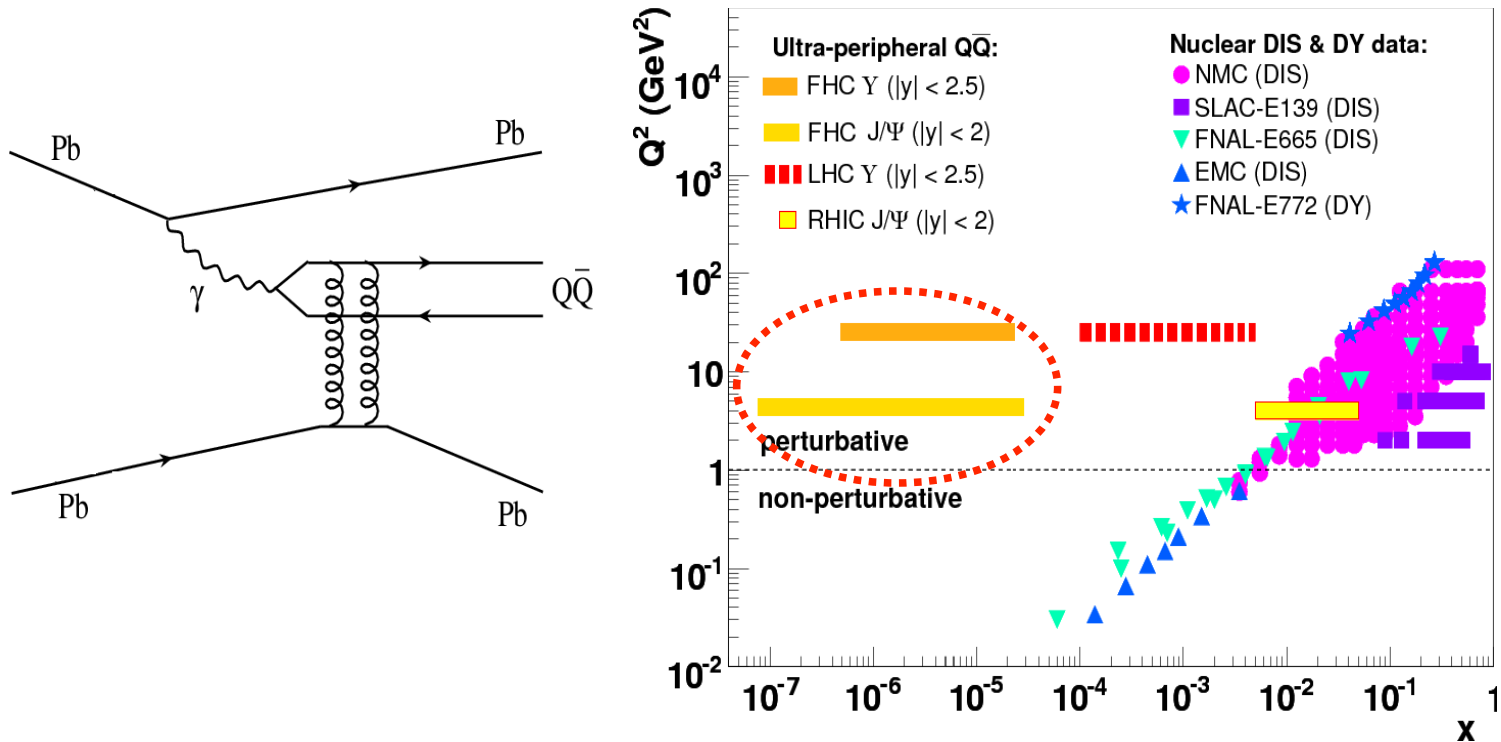 Pb
Pb
γ
QQ̅
Pb
Pb
Q² (GeV²)
10⁴
10³
10²
10
1
10⁻¹
10⁻²
Ultra-peripheral QQ̅:
FHC ϒ (|y| < 2.5)
FHC J/Ψ (|y| < 2)
LHC ϒ (|y| < 2.5)
RHIC J/Ψ (|y| < 2)
Nuclear DIS & DY data:
NMC (DIS)
SLAC-E139 (DIS)
FNAL-E665 (DIS)
EMC (DIS)
FNAL-E772 (DY)
perturbative
non-perturbative
10⁻⁷ 10⁻⁶ 10⁻⁵ 10⁻⁴ 10⁻³ 10⁻² 10⁻¹ 1
x